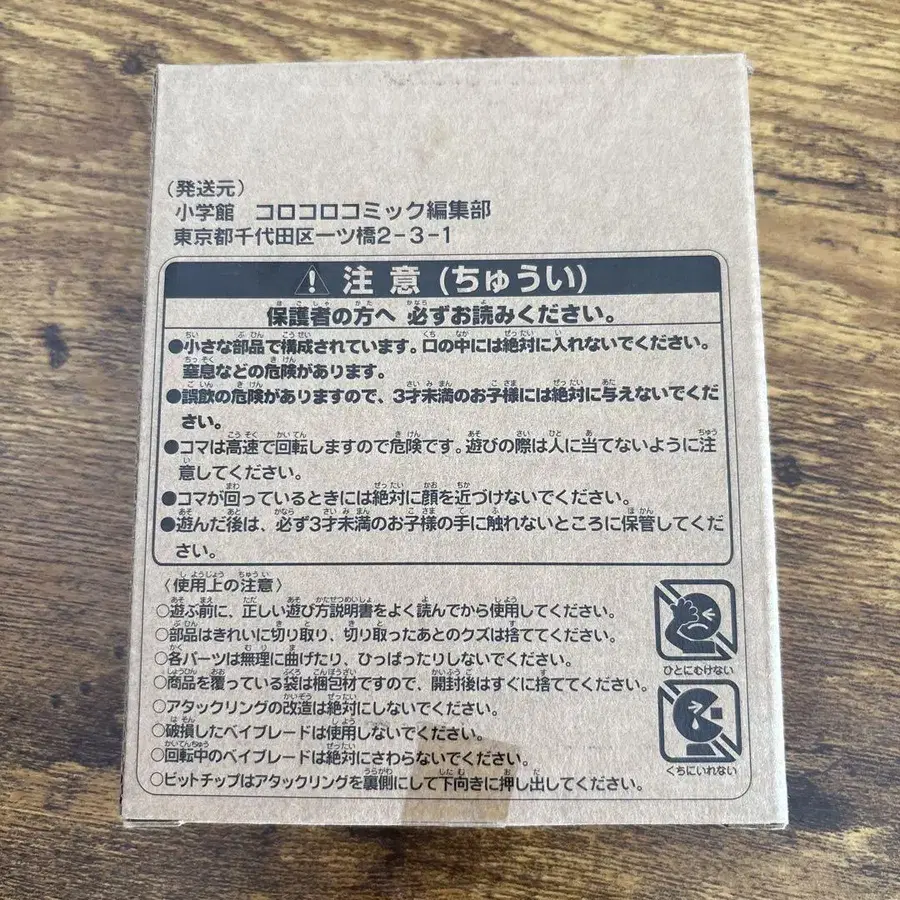 (発送元)
小学館 コロコロコミック編集部
東京都千代田区一ツ橋2-3-1
注意(ちゅうい)
保護者の方へ 必ずお読みください。
●小さな部品で構成されています。口の中には絶対に入れないでください。
窒息などの危険があります。
●誤飲の危険がありますので、3才未満のお子様には絶対に与えないでくだ
さい。
●コマは高速で回転しますので危険です。遊びの際は人に当てないように注
意してください。
●コマが回っているときには絶対に顔を近づけないでください。
●遊んだ後は、必ず3才未満のお子様の手に触れないところに保管してくだ
さい。
〈使用上の注意〉
○遊ぶ前に、正しい遊び方説明書をよく読んでから使用してください。
○部品はきれいに切り取り、切り取ったあとのクズは捨ててください。
○各パーツは無理に曲げたり、ひっぱったりしないでください。
○商品を覆っている袋は梱包材ですので、開封後はすぐに捨ててください。
○アタックリングの改造は絶対にしないでください。
○破損したベイブレードは使用しないでください。
○回転中のベイブレードは絶対にさわらないでください。
○ビットチップはアタックリングを裏側にして下向きに押し出してください。
ひとにむけない
くちにいれない